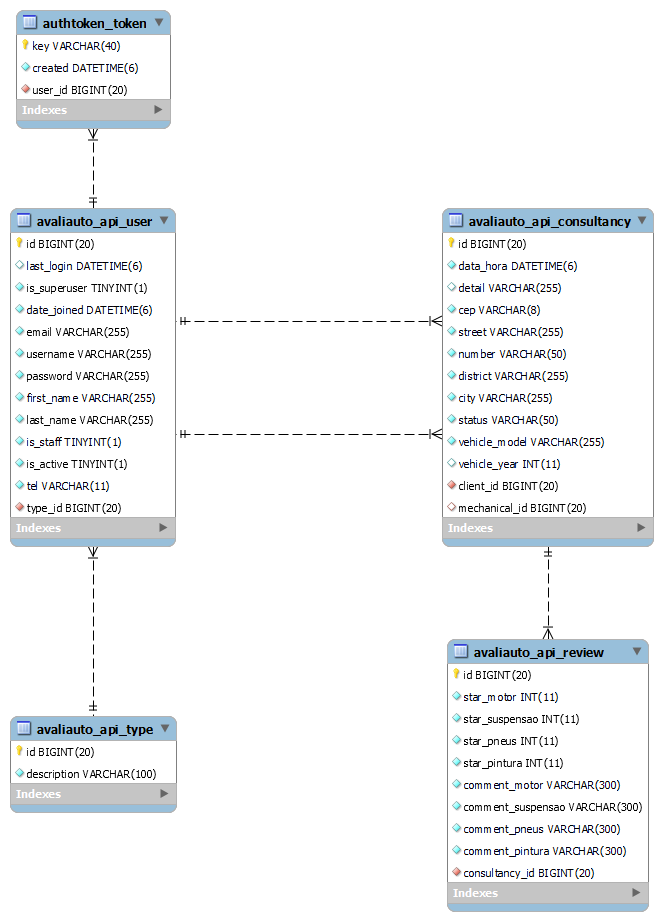 authtoken_token
key VARCHAR(40)
created DATETIME(6)
user_id BIGINT(20)
Indexes
avaliauto_api_user
id BIGINT(20)
last_login DATETIME(6)
is_superuser TINYINT(1)
date_joined DATETIME(6)
email VARCHAR(255)
username VARCHAR(255)
password VARCHAR(255)
first_name VARCHAR(255)
last_name VARCHAR(255)
is_staff TINYINT(1)
is_active TINYINT(1)
tel VARCHAR(11)
type_id BIGINT(20)
Indexes
avaliauto_api_consultancy
id BIGINT(20)
data_hora DATETIME(6)
detail VARCHAR(255)
cep VARCHAR(8)
street VARCHAR(255)
number VARCHAR(50)
district VARCHAR(255)
city VARCHAR(255)
status VARCHAR(50)
vehicle_model VARCHAR(255)
vehicle_year INT(11)
client_id BIGINT(20)
mechanical_id BIGINT(20)
Indexes
avaliauto_api_type
id BIGINT(20)
description VARCHAR(100)
Indexes
avaliauto_api_review
id BIGINT(20)
star_motor INT(11)
star_suspensao INT(11)
star_pneus INT(11)
star_pintura INT(11)
comment_motor VARCHAR(300)
comment_suspensao VARCHAR(300)
comment_pneus VARCHAR(300)
comment_pintura VARCHAR(300)
consultancy_id BIGINT(20)
Indexes